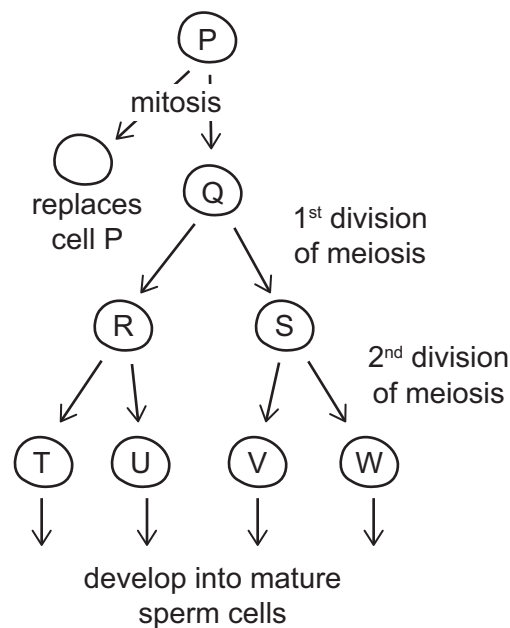 P
mitosis
Q
replaces
cell P
1st division
of meiosis
R
S
2nd division
of meiosis
T
U
V
W
develop into mature
sperm cells